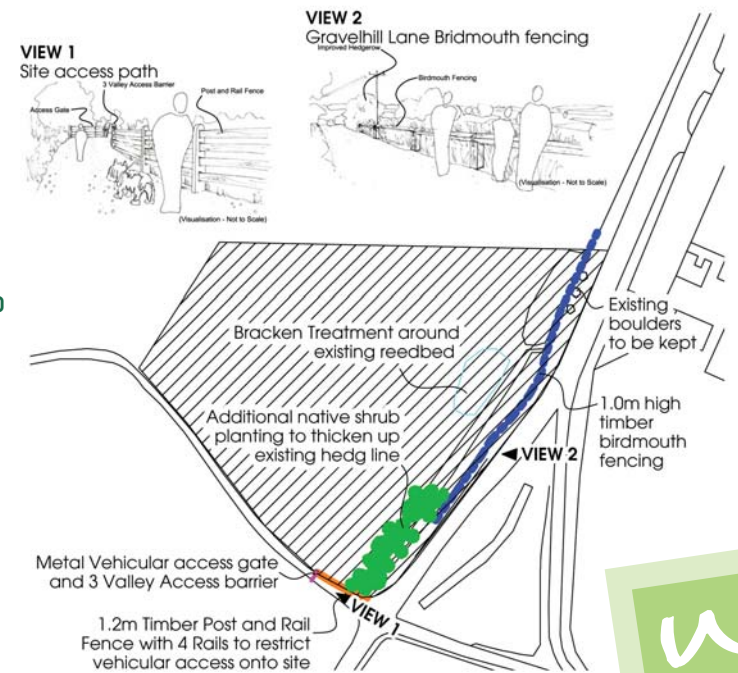 VIEW 1
Site access path
3 Valley Access Barrier
Access Gate
Post and Rail Fence
(Visualisation - Not to Scale)
VIEW 2
Gravelhill Lane Bridmouth fencing
Improved Hedgerow
Birdmouth Fencing
(Visualisation - Not to Scale)
Existing
boulders
to be kept
Bracken Treatment around
existing reedbed
1.0m high
timber
birdmouth
fencing
Additional native shrub
planting to thicken up
existing hedg line
VIEW 2
Metal Vehicular access gate
and 3 Valley Access barrier
VIEW 1
1.2m Timber Post and Rail
Fence with 4 Rails to restrict
vehicular access onto site